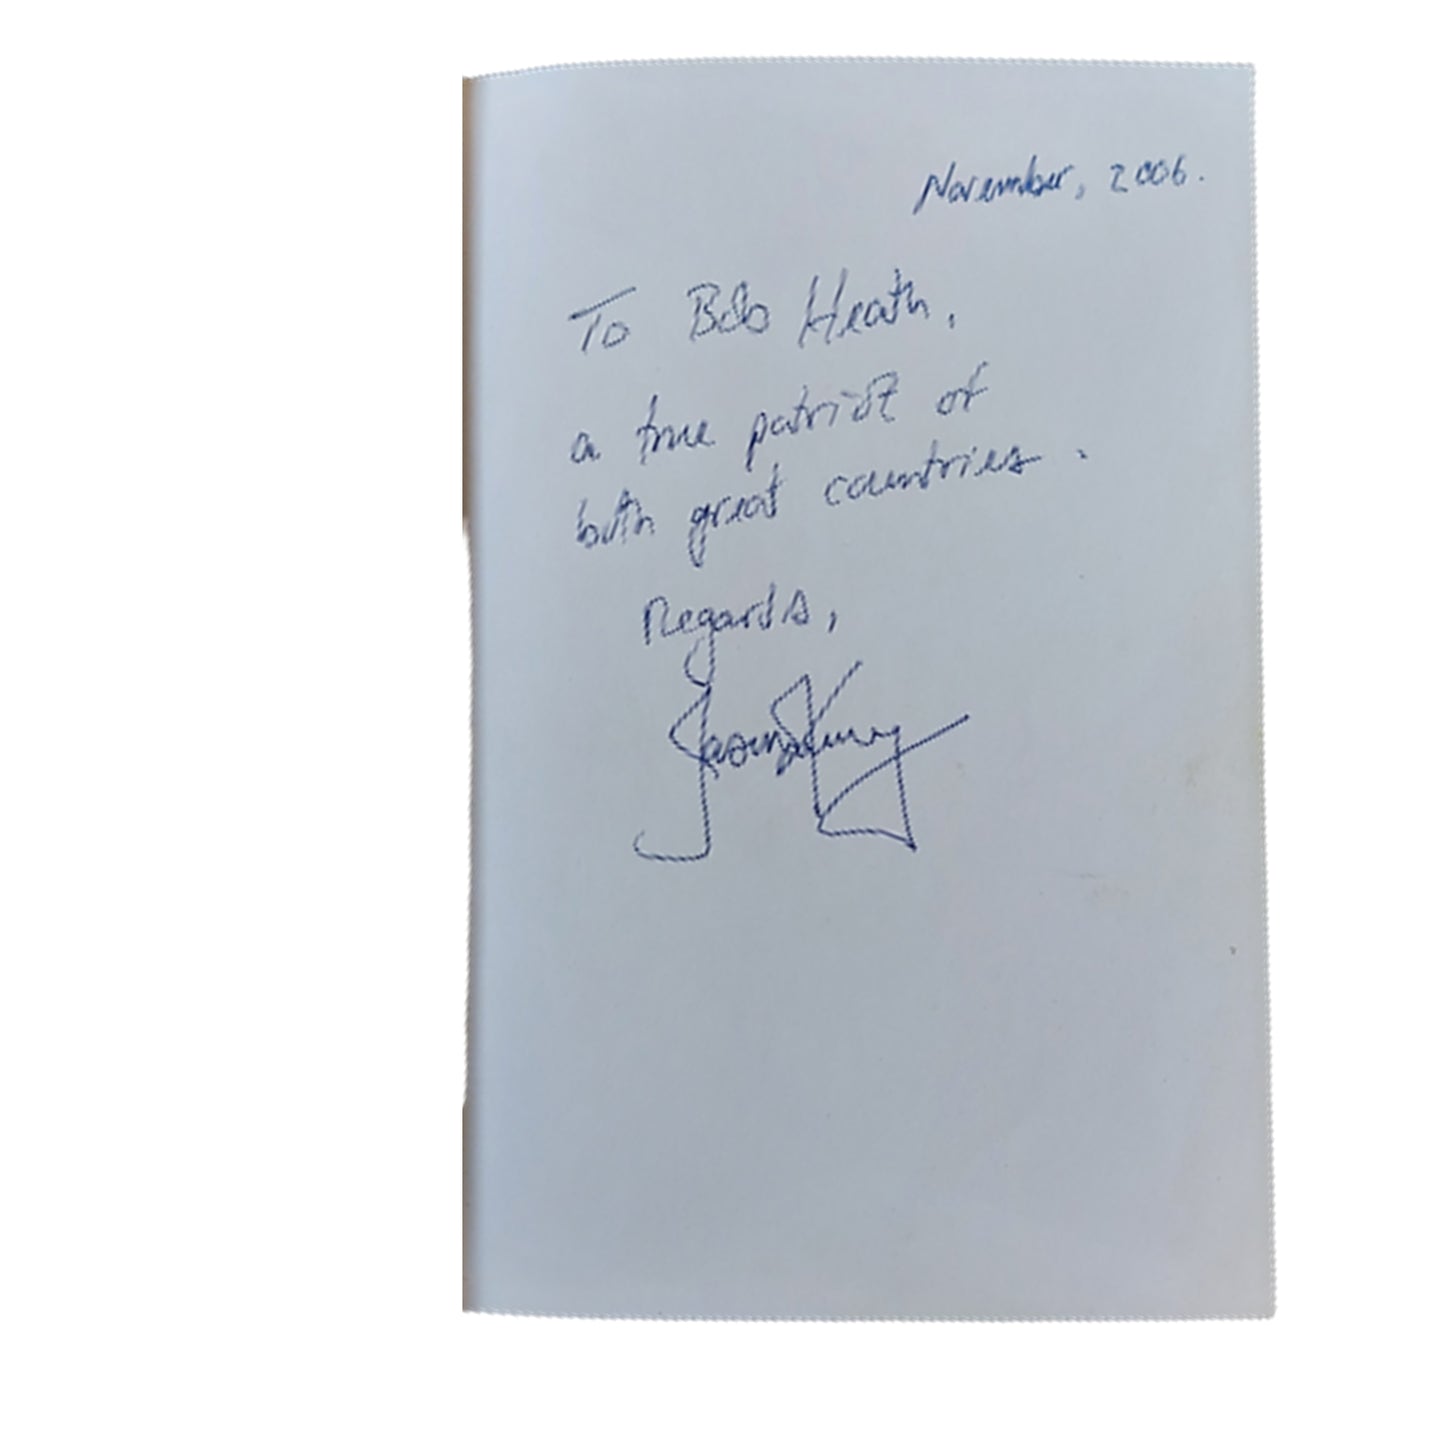 November, 2006.
To Bob Heath,
a true patriot of
both great countries.
Regards,